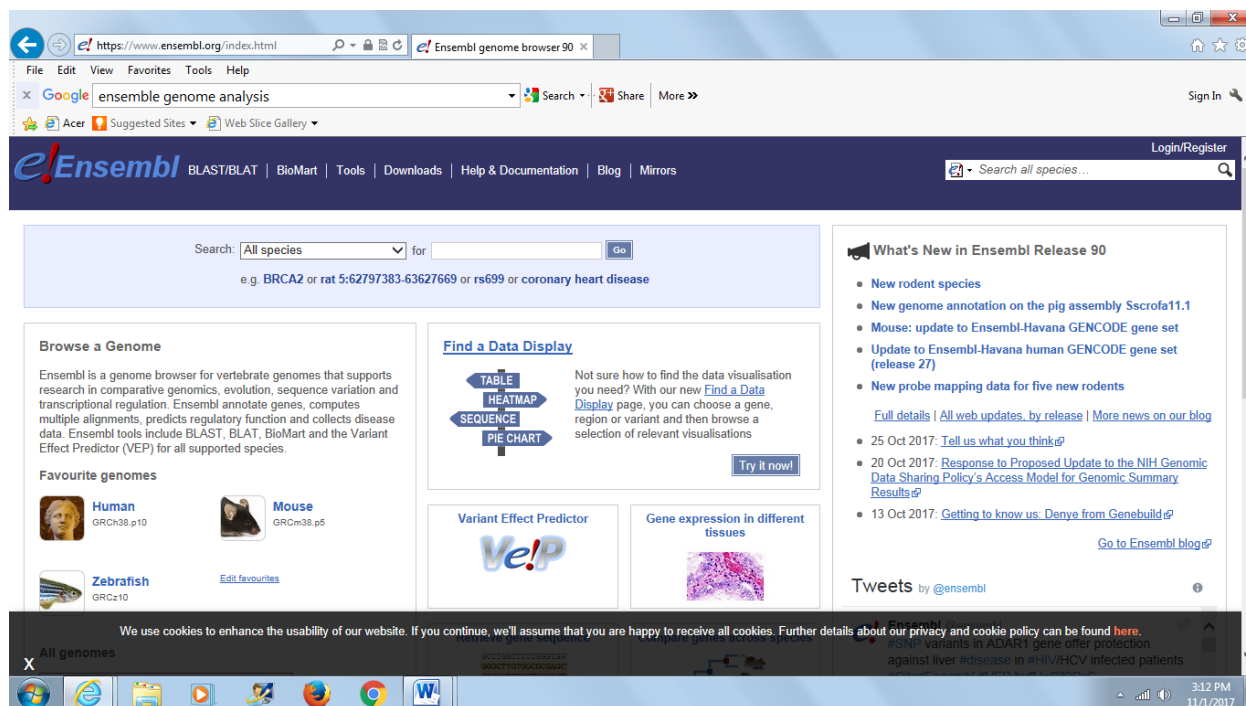 https://www.ensembl.org/index.html
Ensembl genome browser 90
File Edit View Favorites Tools Help
x Google ensemble genome analysis Search Share More »
Sign In
Acer Suggested Sites Web Slice Gallery
Login/Register
e!Ensembl BLAST/BLAT | BioMart | Tools | Downloads | Help & Documentation | Blog | Mirrors
Search all species...
Search: All species for Go
e.g. BRCA2 or rat 5:62797383-63627669 or rs699 or coronary heart disease
Browse a Genome
Ensembl is a genome browser for vertebrate genomes that supports
research in comparative genomics, evolution, sequence variation and
transcriptional regulation. Ensembl annotate genes, computes
multiple alignments, predicts regulatory function and collects disease
data. Ensembl tools include BLAST, BLAT, BioMart and the Variant
Effect Predictor (VEP) for all supported species.
Favourite genomes
Human
GRCh38.p10
Mouse
GRCm38.p5
Zebrafish
GRCz10
Edit favourites
All genomes
Find a Data Display
TABLE
HEATMAP
SEQUENCE
PIE CHART
Not sure how to find the data visualisation
you need? With our new Find a Data
Display page, you can choose a gene,
region or variant and then browse a
selection of relevant visualisations
Try it now!
Variant Effect Predictor
Ve!P
Gene expression in different
tissues
Retrieve gene sequence
Compare genes across species
What's New in Ensembl Release 90
New rodent species
New genome annotation on the pig assembly Sscrofa11.1
Mouse: update to Ensembl-Havana GENCODE gene set
Update to Ensembl-Havana human GENCODE gene set
(release 27)
New probe mapping data for five new rodents
Full details | All web updates, by release | More news on our blog
25 Oct 2017: Tell us what you think
20 Oct 2017: Response to Proposed Update to the NIH Genomic
Data Sharing Policy's Access Model for Genomic Summary
Results
13 Oct 2017: Getting to know us: Denye from Genebuild
Go to Ensembl blog
Tweets by @ensembl
Ensembl @ensembl
#SNP variants in ADAR1 gene offer protection
against liver #disease in #HIV/HCV infected patients
We use cookies to enhance the usability of our website. If you continue, we'll assume that you are happy to receive all cookies. Further details about our privacy and cookie policy can be found here.
X
3:12 PM
11/1/2017